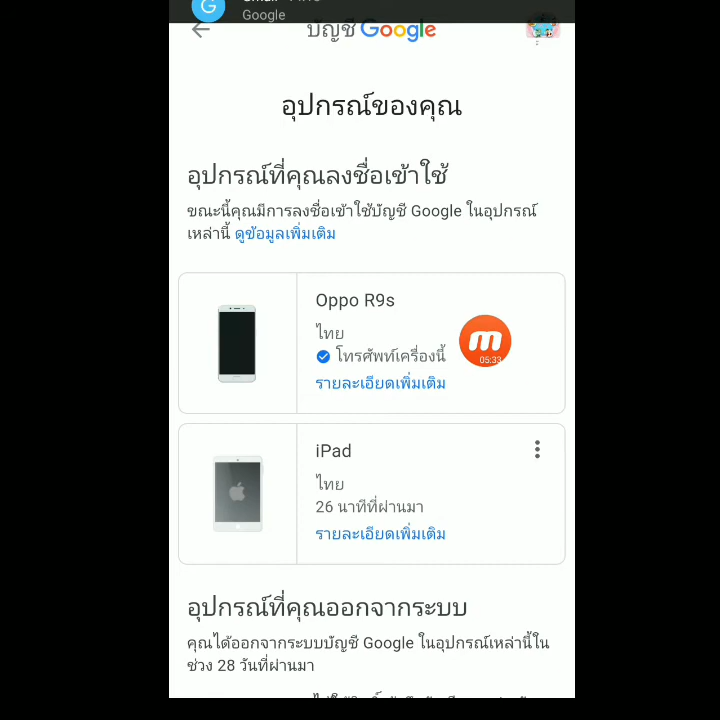 Google
บัญชี Google
อุปกรณ์ของคุณ
อุปกรณ์ที่คุณลงชื่อเข้าใช้
ขณะนี้คุณมีการลงชื่อเข้าใช้บัญชี Google ในอุปกรณ์
เหล่านี้ ดูข้อมูลเพิ่มเติม
Oppo R9s
ไทย
โทรศัพท์เครื่องนี้
05:33
รายละเอียดเพิ่มเติม
iPad
ไทย
26 นาทีที่ผ่านมา
รายละเอียดเพิ่มเติม
อุปกรณ์ที่คุณออกจากระบบ
คุณได้ออกจากระบบบัญชี Google ในอุปกรณ์เหล่านี้ใน
ช่วง 28 วันที่ผ่านมา